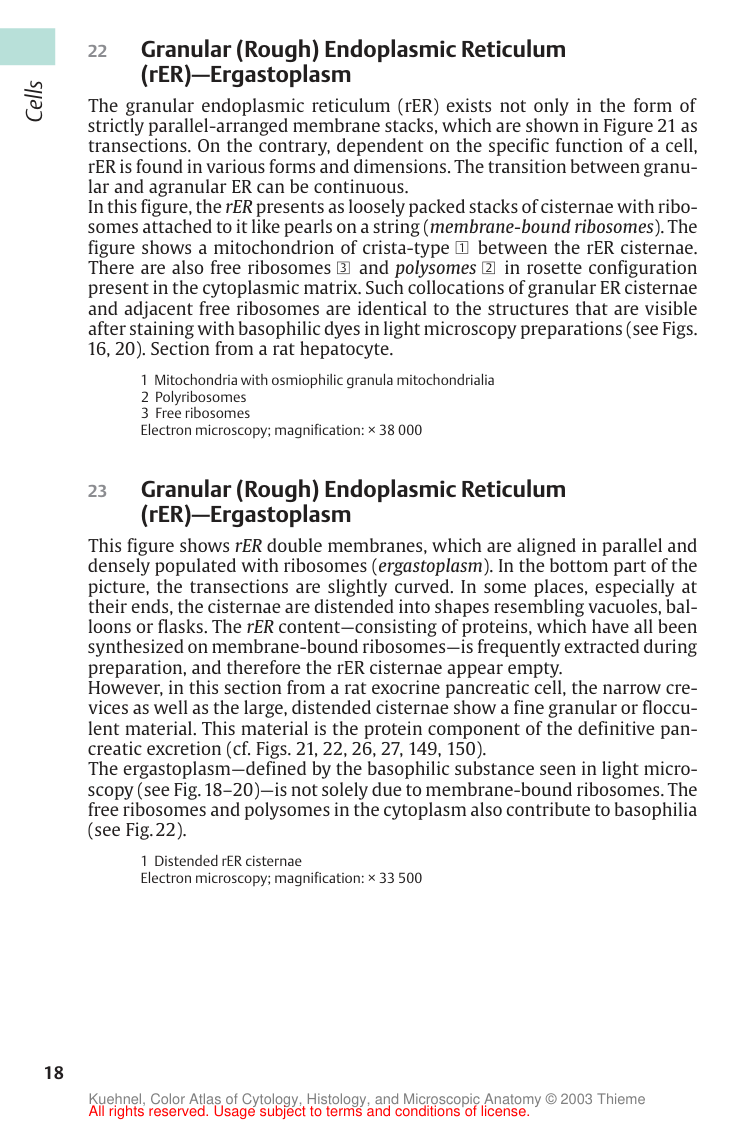 Cells
22 Granular (Rough) Endoplasmic Reticulum
(rER)—Ergastoplasm
The granular endoplasmic reticulum (rER) exists not only in the form of
strictly parallel-arranged membrane stacks, which are shown in Figure 21 as
transections. On the contrary, dependent on the specific function of a cell,
rER is found in various forms and dimensions. The transition between granu-
lar and agranular ER can be continuous.
In this figure, the rER presents as loosely packed stacks of cisternae with ribo-
somes attached to it like pearls on a string (membrane-bound ribosomes). The
figure shows a mitochondrion of crista-type 1 between the rER cisternae.
There are also free ribosomes 3 and polysomes 2 in rosette configuration
present in the cytoplasmic matrix. Such collocations of granular ER cisternae
and adjacent free ribosomes are identical to the structures that are visible
after staining with basophilic dyes in light microscopy preparations (see Figs.
16, 20). Section from a rat hepatocyte.
1 Mitochondria with osmiophilic granula mitochondrialia
2 Polyribosomes
3 Free ribosomes
Electron microscopy; magnification: × 38 000
23 Granular (Rough) Endoplasmic Reticulum
(rER)—Ergastoplasm
This figure shows rER double membranes, which are aligned in parallel and
densely populated with ribosomes (ergastoplasm). In the bottom part of the
picture, the transections are slightly curved. In some places, especially at
their ends, the cisternae are distended into shapes resembling vacuoles, bal-
loons or flasks. The rER content—consisting of proteins, which have all been
synthesized on membrane-bound ribosomes—is frequently extracted during
preparation, and therefore the rER cisternae appear empty.
However, in this section from a rat exocrine pancreatic cell, the narrow cre-
vices as well as the large, distended cisternae show a fine granular or floccu-
lent material. This material is the protein component of the definitive pan-
creatic excretion (cf. Figs. 21, 22, 26, 27, 149, 150).
The ergastoplasm—defined by the basophilic substance seen in light micro-
scopy (see Fig. 18–20)—is not solely due to membrane-bound ribosomes. The
free ribosomes and polysomes in the cytoplasm also contribute to basophilia
(see Fig. 22).
1 Distended rER cisternae
Electron microscopy; magnification: × 33 500
18
Kuehnel, Color Atlas of Cytology, Histology, and Microscopic Anatomy © 2003 Thieme
All rights reserved. Usage subject to terms and conditions of license.